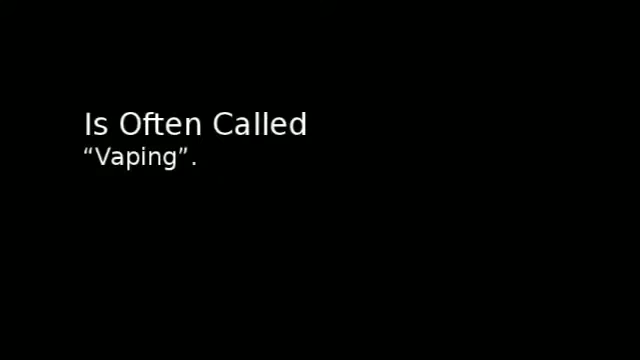 Is Often Called
“Vaping”.